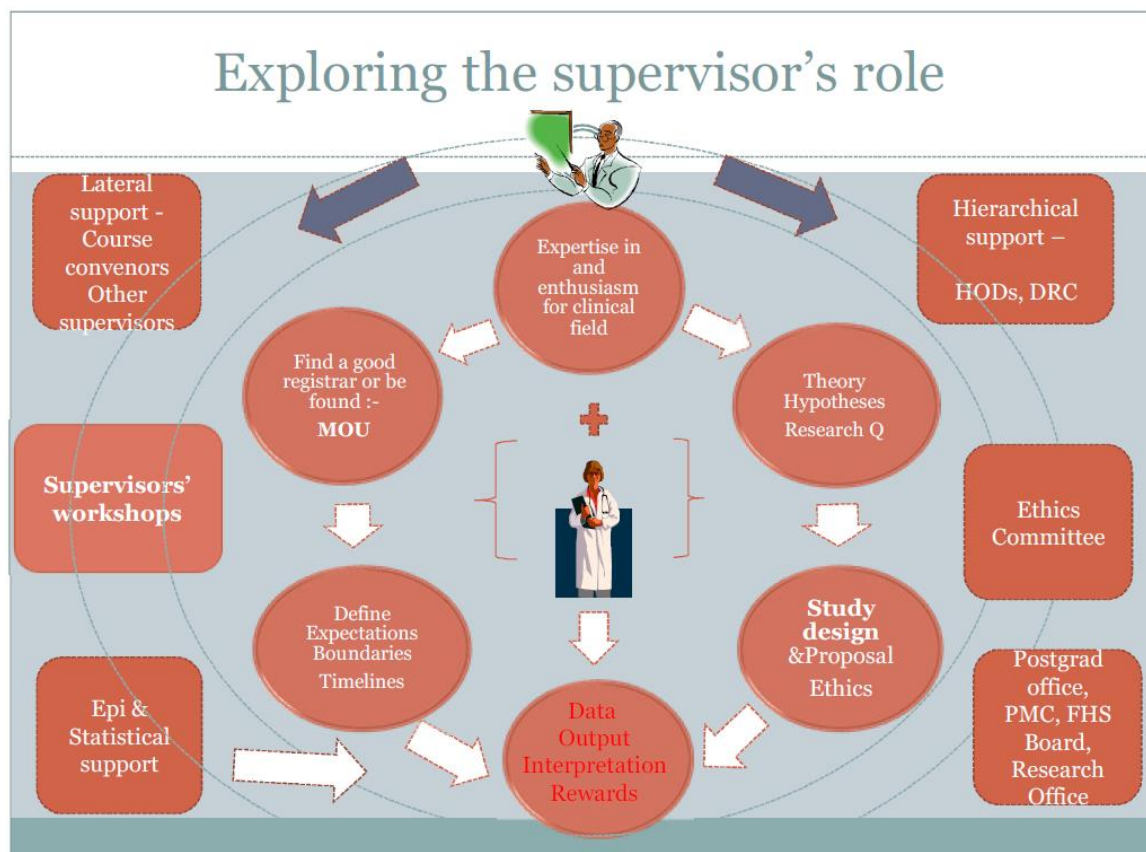 Exploring the supervisor's role
Lateral
support -
Course
convenors
Other
supervisors
Expertise in
and
enthusiasm
for clinical
field
Hierarchical
support –
HODs, DRC
Find a good
registrar or be
found :-
MOU
Theory
Hypotheses
Research Q
Supervisors'
workshops
Ethics
Committee
Define
Expectations
Boundaries
Timelines
Study
design
&Proposal
Ethics
Epi &
Statistical
support
Data
Output
Interpretation
Rewards
Postgrad
office,
PMC, FHS
Board,
Research
Office